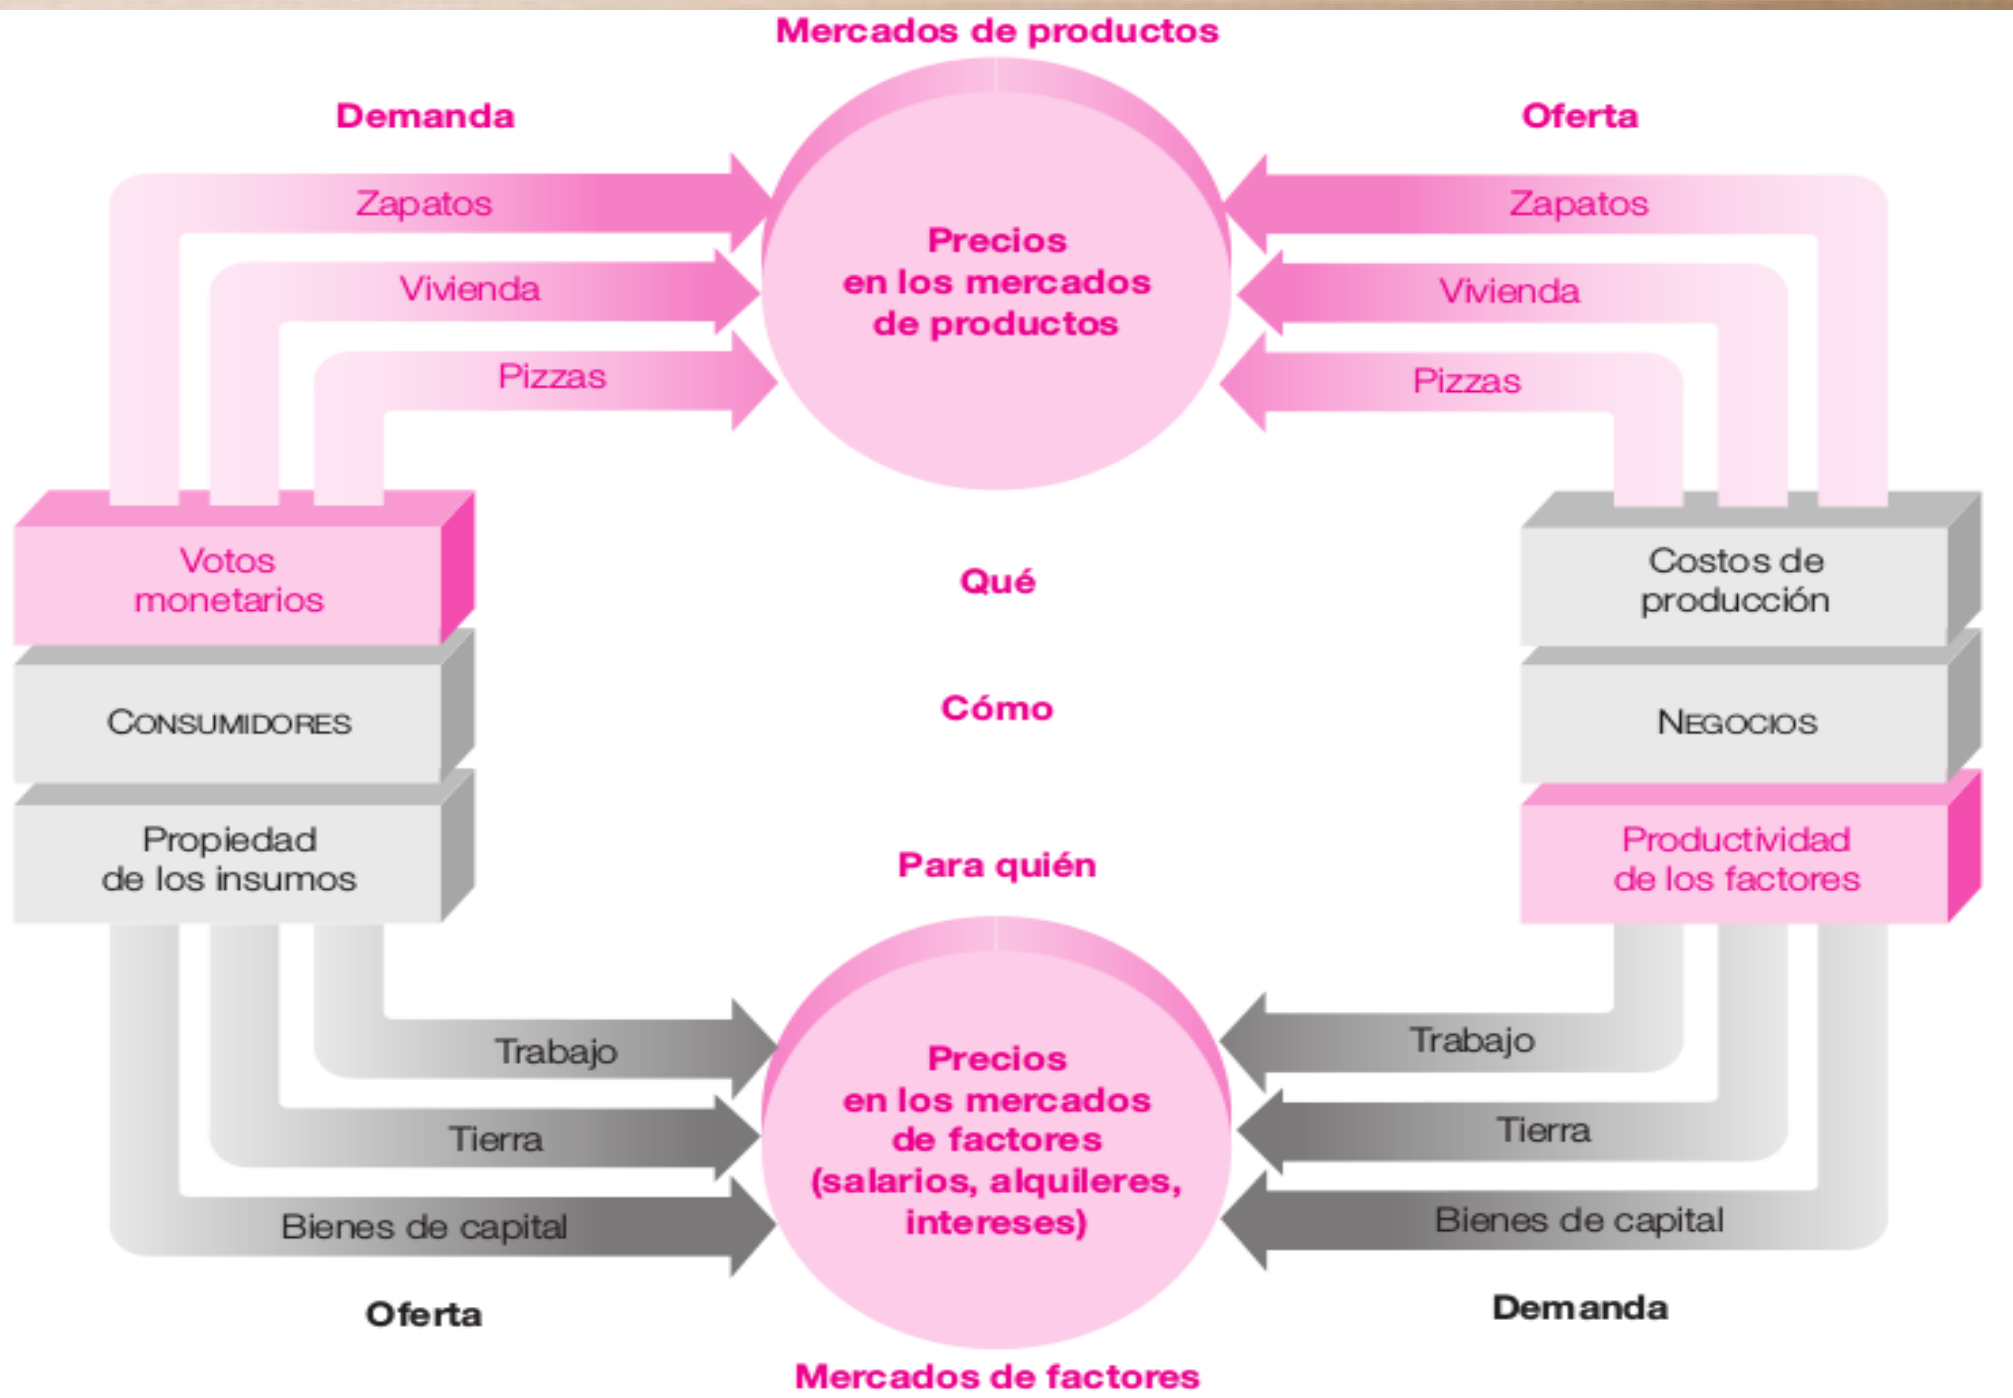 Mercados de productos
Demanda
Oferta
Zapatos
Zapatos
Vivienda
Vivienda
Pizzas
Pizzas
Precios
en los mercados
de productos
Votos
monetarios
Costos de
producción
Qué
Cómo
CONSUMIDORES
NEGOCIOS
Propiedad
de los insumos
Productividad
de los factores
Para quién
Trabajo
Trabajo
Tierra
Tierra
Bienes de capital
Bienes de capital
Precios
en los mercados
de factores
(salarios, alquileres,
intereses)
Oferta
Demanda
Mercados de factores